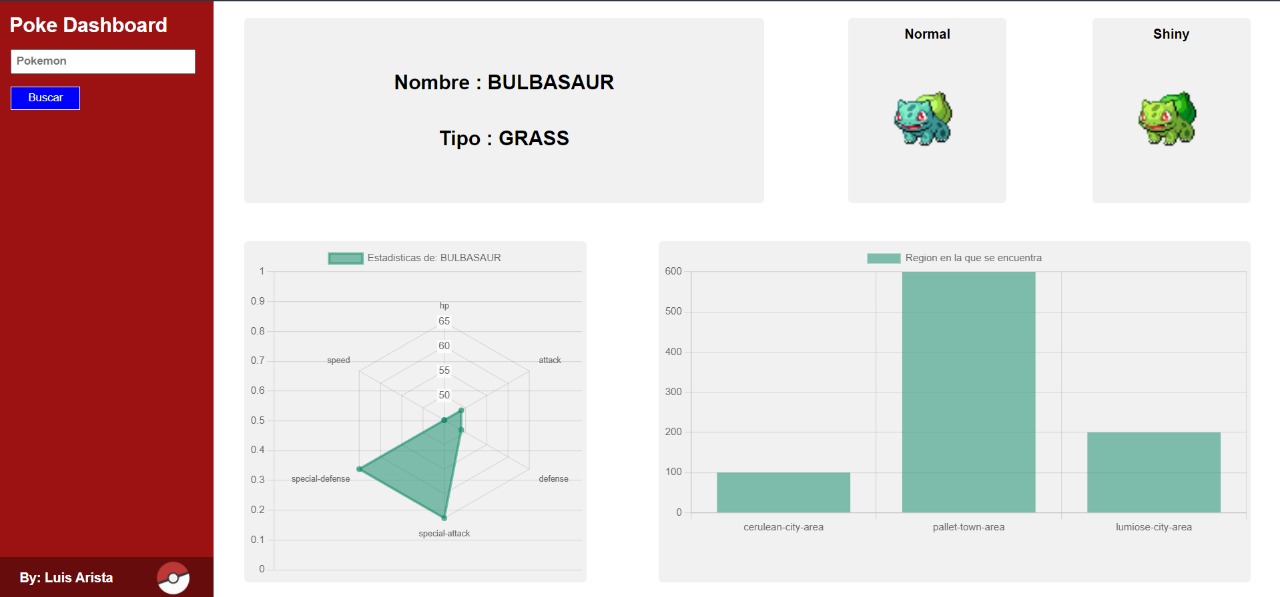 Poke Dashboard
Pokemon
Buscar
By: Luis Arista
Nombre : BULBASAUR
Tipo : GRASS
Normal
Shiny
Estadisticas de: BULBASAUR
1
0.9
0.8
0.7
0.6
0.5
0.4
0.3
0.2
0.1
0
hp
65
60
55
50
speed
attack
special-defense
defense
special-attack
Region en la que se encuentra
600
500
400
300
200
100
0
cerulean-city-area
pallet-town-area
lumiose-city-area